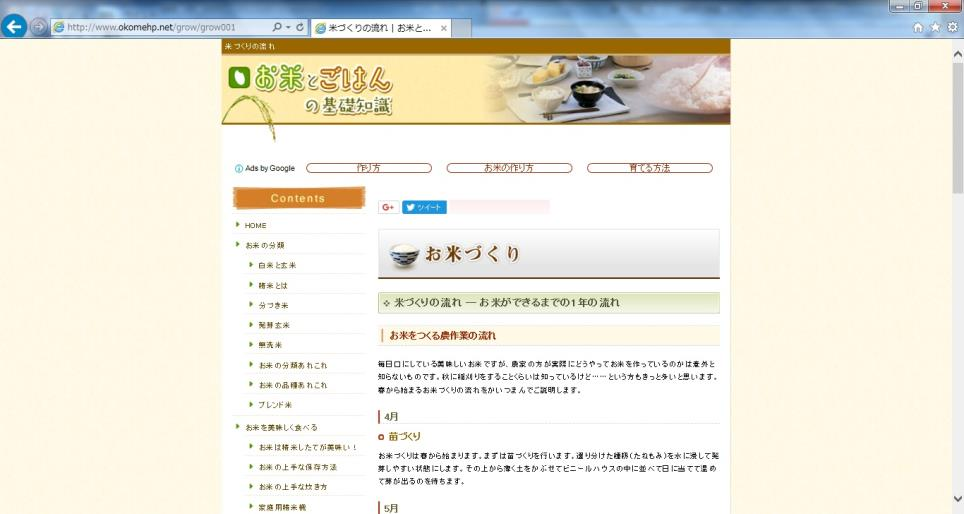 http://www.okomehp.net/grow/grow001
米づくりの流れ | お米と...
米づくりの流れ
お米とごはん
の基礎知識
Ads by Google
作り方
お米の作り方
育てる方法
Contents
G+
ツイート
HOME
お米の分類
白米と玄米
精米とは
分づき米
発芽玄米
無洗米
お米の分類あれこれ
お米の品種あれこれ
ブレンド米
お米を美味しく食べる
お米は精米したてが美味い！
お米の上手な保存方法
お米の上手な炊き方
家庭用精米機
お米づくり
米づくりの流れ ― お米ができるまでの1年の流れ
お米をつくる農作業の流れ
毎日口にしている美味しいお米ですが、農家の方が実際にどうやってお米を作っているのかは意外と
知らないものです。秋に稲刈りをすることくらいは知っているけど……という方もきっと多いと思います。
春から始まるお米づくりの流れをかいつまんでご説明します。
4月
苗づくり
お米づくりは春から始まります。まずは苗づくりを行います。選り分けた種籾（たねもみ）を水に浸して発
芽しやすい状態にします。その上から薄く土をかぶせてビニールハウスの中に並べて日に当てて温め
て芽が出るのを待ちます。
5月